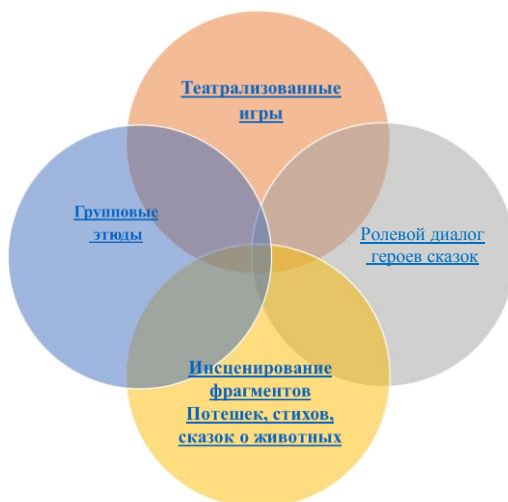 Театрализованные
игры
Групповые
этюды
Ролевой диалог
героев сказок
Инсценирование
фрагментов
Потешек, стихов,
сказок о животных